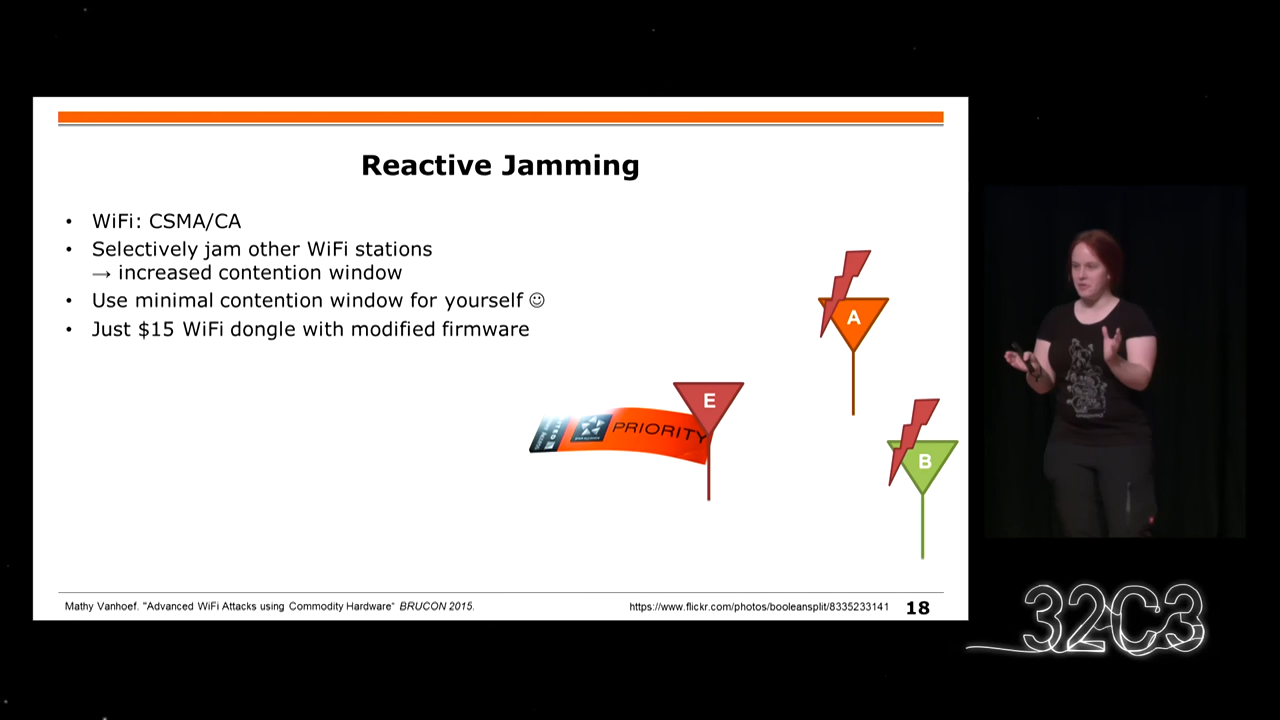 Reactive Jamming
• WiFi: CSMA/CA
• Selectively jam other WiFi stations
→ increased contention window
• Use minimal contention window for yourself ☺
• Just $15 WiFi dongle with modified firmware
A
E
PRIORITY
B
Mathy Vanhoef. "Advanced WiFi Attacks using Commodity Hardware" BRUCON 2015.
https://www.flickr.com/photos/booleansplit/8335233141
18
32C3